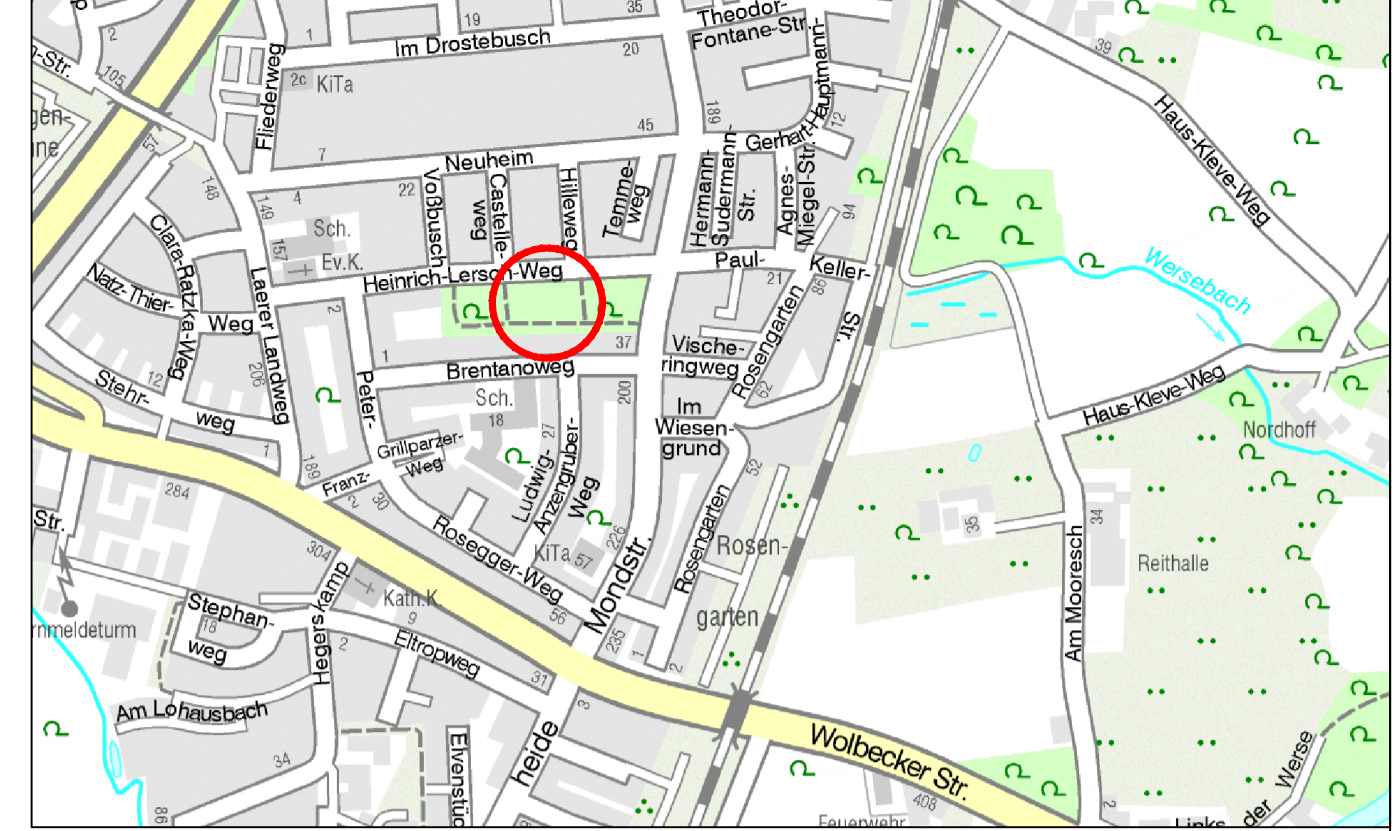 19
35
Theodor-
Fontane-Str.
Im Drostebusch
1
2
20
39
n-Str.
105
2c
KiTa
Fliederweg
Haus-Kleve-Weg
gen-
ne
57
45
189
Gerhart-Hauptmann-
12
7
Neuheim
148
149
4
22
Voßbusch
Castelle-
weg
Hilleweg
Temme-
weg
Hermann-
Sudermann-
Str.
Agnes-
Miegel-Str.
94
Clara-Ratzka-Weg
Sch.
157
Ev.K.
Heinrich-Lersch-Weg
Paul-
Keller-
Str.
21
86
Wersebach
Natz-Thier-
Weg
Laerer Landweg
2
1
37
Vische-
ringweg
Rosengarten
62
Brentanoweg
Haus-Kleve-Weg
Stehr-
weg
12
206
1
Peter-
Sch.
18
200
Im
Wiesen-
grund
Nordhoff
Grillparzer-
Weg
Franz-
189
2
30
27
Ludwig-
Anzengruber-
Weg
52
284
Str.
Rosegger-Weg
KiTa
57
226
Mondstr.
Rosengarten
Rosen-
garten
35
34
Am Mooresch
Reithalle
304
Hegerskamp
Kath.K.
9
56
235
1
2
rnmeldeturm
Stephan-
weg
18
2
Eltropweg
31
3
Am Lohausbach
34
86
heide
Elvenstüc
Wolbecker Str.
408
Feuerwehr
2
Links
der
Werse